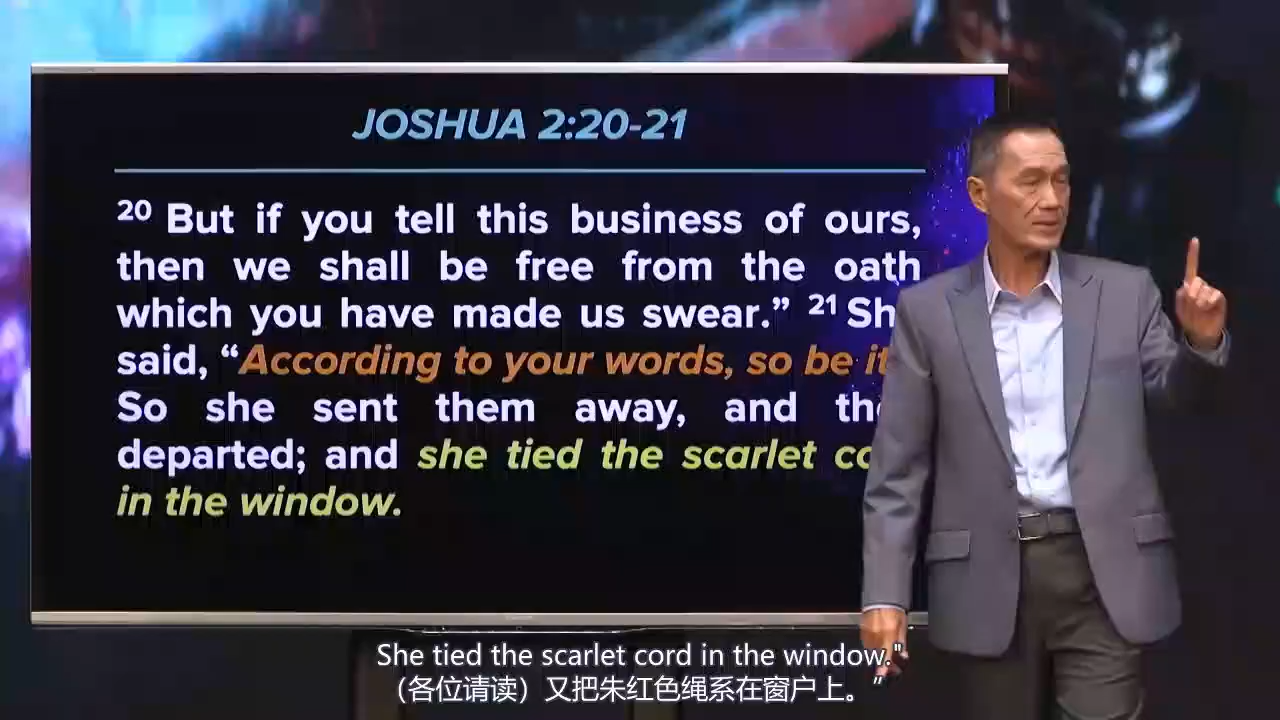 JOSHUA 2:20-21
20 But if you tell this business of ours,
then we shall be free from the oath
which you have made us swear.” 21 Sh
said, “According to your words, so be it
So she sent them away, and the
departed; and she tied the scarlet co
in the window.
She tied the scarlet cord in the window."
（各位请读）又把朱红色绳系在窗户上。”